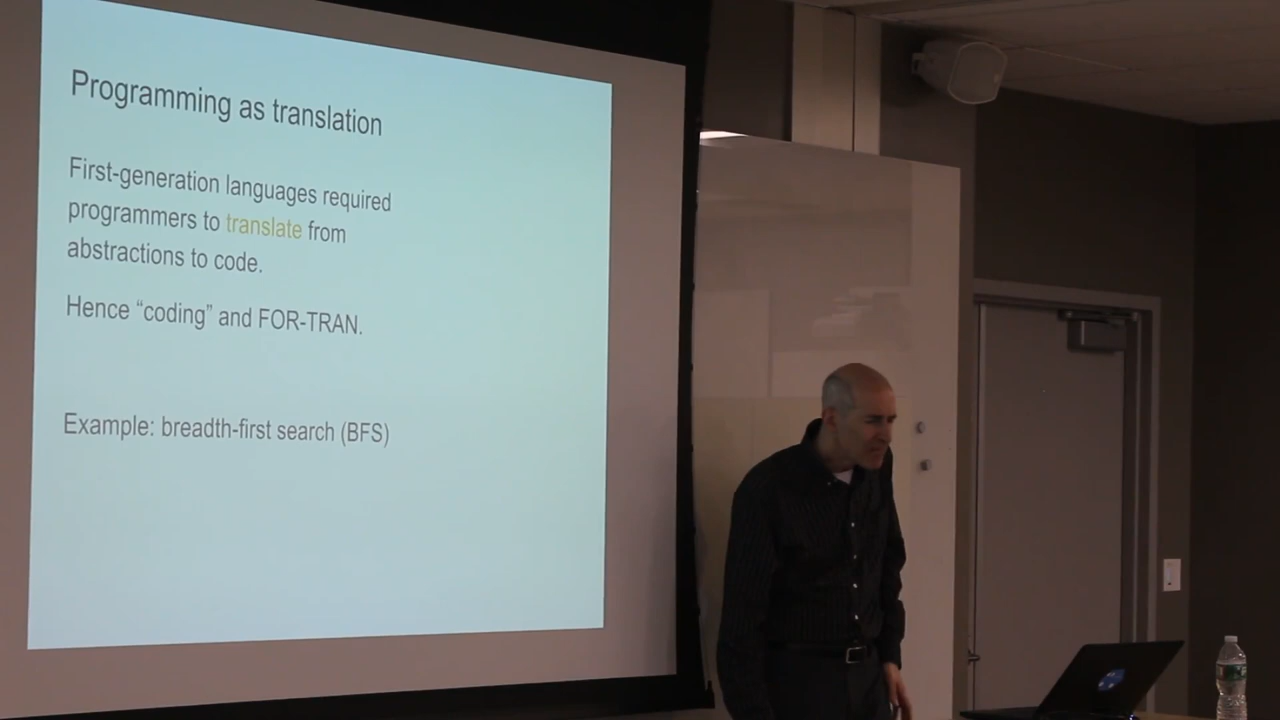 Programming as translation
First-generation languages required
programmers to translate from
abstractions to code.
Hence “coding” and FOR-TRAN.
Example: breadth-first search (BFS)